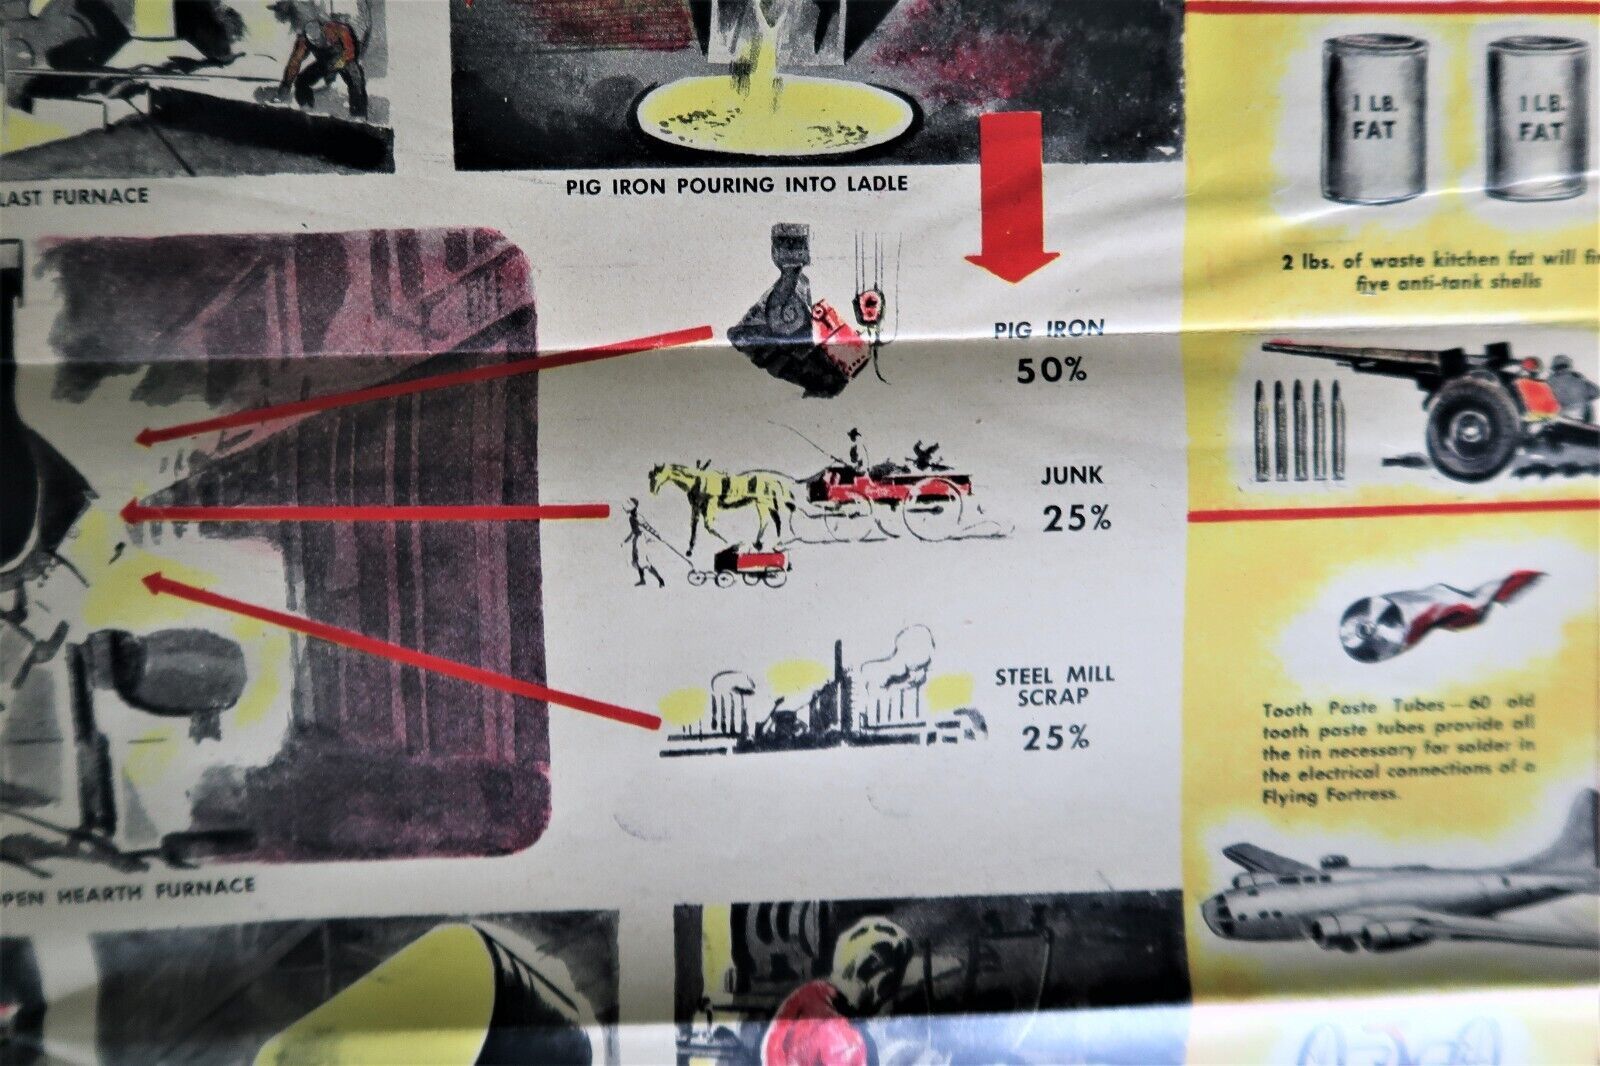 LAST FURNACE
PIG IRON POURING INTO LADLE
PIG IRON
50%
JUNK
25%
STEEL MILL
SCRAP
25%
PEN HEARTH FURNACE
1 LB.
FAT
1 LB.
FAT
2 lbs. of waste kitchen fat will fi
five anti-tank shells
Tooth Paste Tubes — 60 old
tooth paste tubes provide all
the tin necessary for solder in
the electrical connections of a
Flying Fortress.